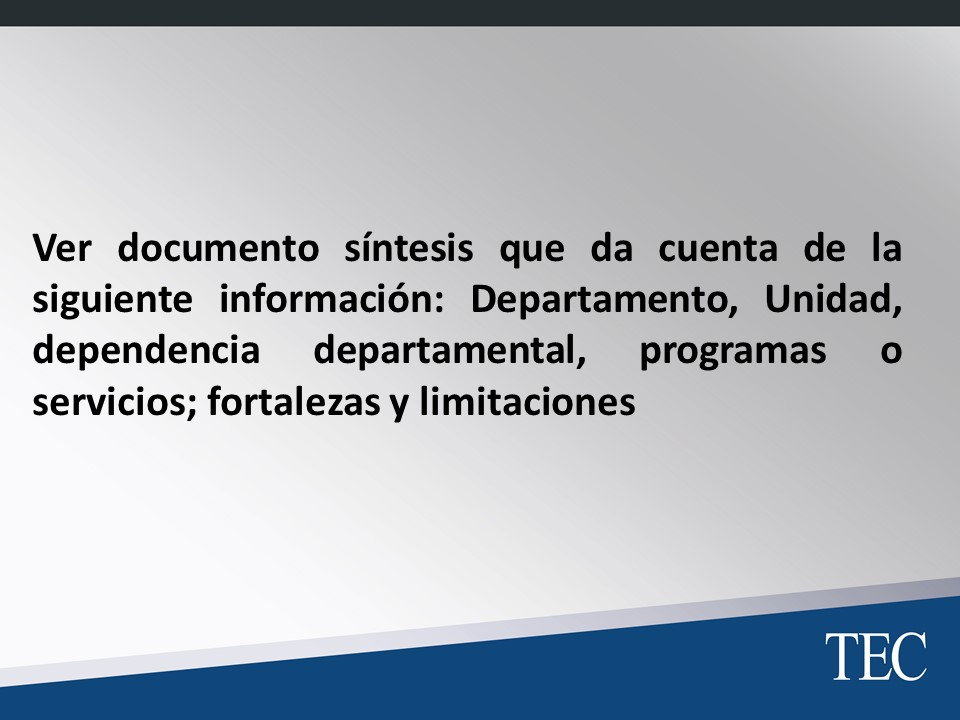 Ver documento síntesis que da cuenta de la
siguiente información: Departamento, Unidad,
dependencia departamental, programas o
servicios; fortalezas y limitaciones
TEC